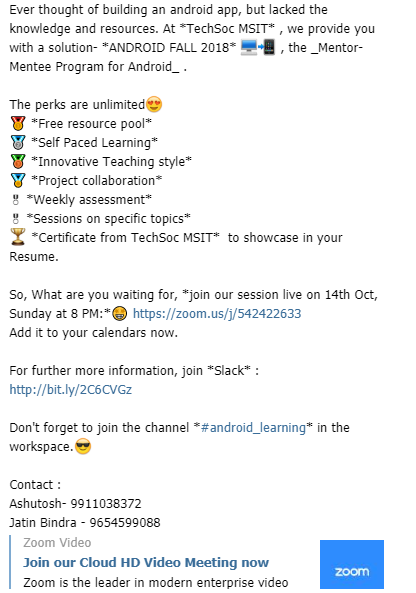 Ever thought of building an android app, but lacked the
knowledge and resources. At *TechSoc MSIT* , we provide you
with a solution- *ANDROID FALL 2018* 💻📲 , the _Mentor-
Mentee Program for Android_ .
The perks are unlimited😍
🏅 *Free resource pool*
🥈 *Self Paced Learning*
🥉 *Innovative Teaching style*
🏅 *Project collaboration*
🎖 *Weekly assessment*
🎖 *Sessions on specific topics*
🏆 *Certificate from TechSoc MSIT*  to showcase in your
Resume.
So, What are you waiting for, *join our session live on 14th Oct,
Sunday at 8 PM:*😁 https://zoom.us/j/542422633
Add it to your calendars now.
For further more information, join *Slack* :
http://bit.ly/2C6CVGz
Don't forget to join the channel *#android_learning* in the
workspace.😎
Contact :
Ashutosh- 9911038372
Jatin Bindra - 9654599088
Zoom Video
Join our Cloud HD Video Meeting now
Zoom is the leader in modern enterprise video
zoom